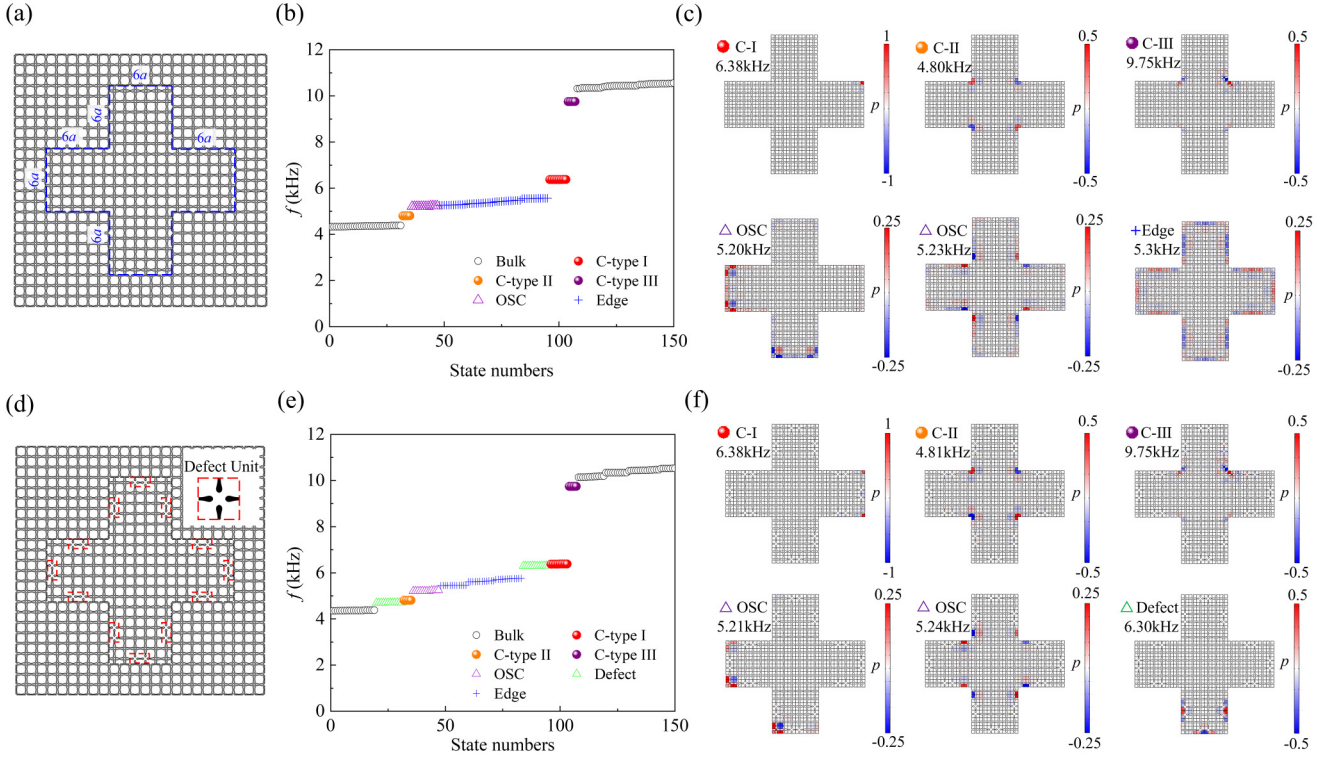 (a)
6a
6a
6a
6a
6a
6a
(b)
12
10
8
6
4
2
0
f (kHz)
Bulk
C-type I
C-type II
C-type III
OSC
Edge
0
50
100
150
State numbers
(c)
C-I
6.38kHz
1
p
-1
C-II
4.80kHz
0.5
p
-0.5
C-III
9.75kHz
0.5
p
-0.5
OSC
5.20kHz
0.25
p
-0.25
OSC
5.23kHz
0.25
p
-0.25
Edge
5.3kHz
0.25
p
-0.25
(d)
Defect Unit
(e)
12
10
8
6
4
2
0
f (kHz)
Bulk
C-type I
C-type II
C-type III
OSC
Defect
Edge
0
50
100
150
State numbers
(f)
C-I
6.38kHz
1
p
-1
C-II
4.81kHz
0.5
p
-0.5
C-III
9.75kHz
0.5
p
-0.5
OSC
5.21kHz
0.25
p
-0.25
OSC
5.24kHz
0.25
p
-0.25
Defect
6.30kHz
0.5
p
-0.5